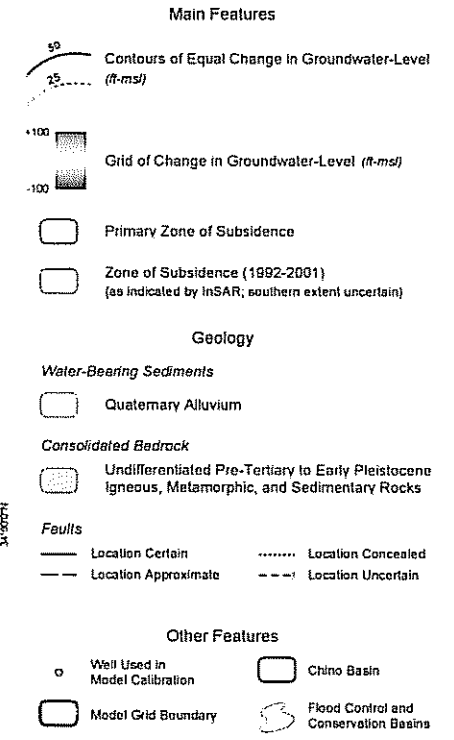 Main Features
50
25
Contours of Equal Change in Groundwater-Level
(ft-msl)
+100
-100
Grid of Change in Groundwater-Level (ft-msl)
Primary Zone of Subsidence
Zone of Subsidence (1992-2001)
(as indicated by InSAR; southern extent uncertain)
Geology
Water-Bearing Sediments
Quaternary Alluvium
Consolidated Bedrock
Undifferentiated Pre-Tertiary to Early Pleistocene
Igneous, Metamorphic, and Sedimentary Rocks
Faults
Location Certain
Location Concealed
Location Approximate
Location Uncertain
Other Features
Well Used in
Model Calibration
Chino Basin
Model Grid Boundary
Flood Control and
Conservation Basins